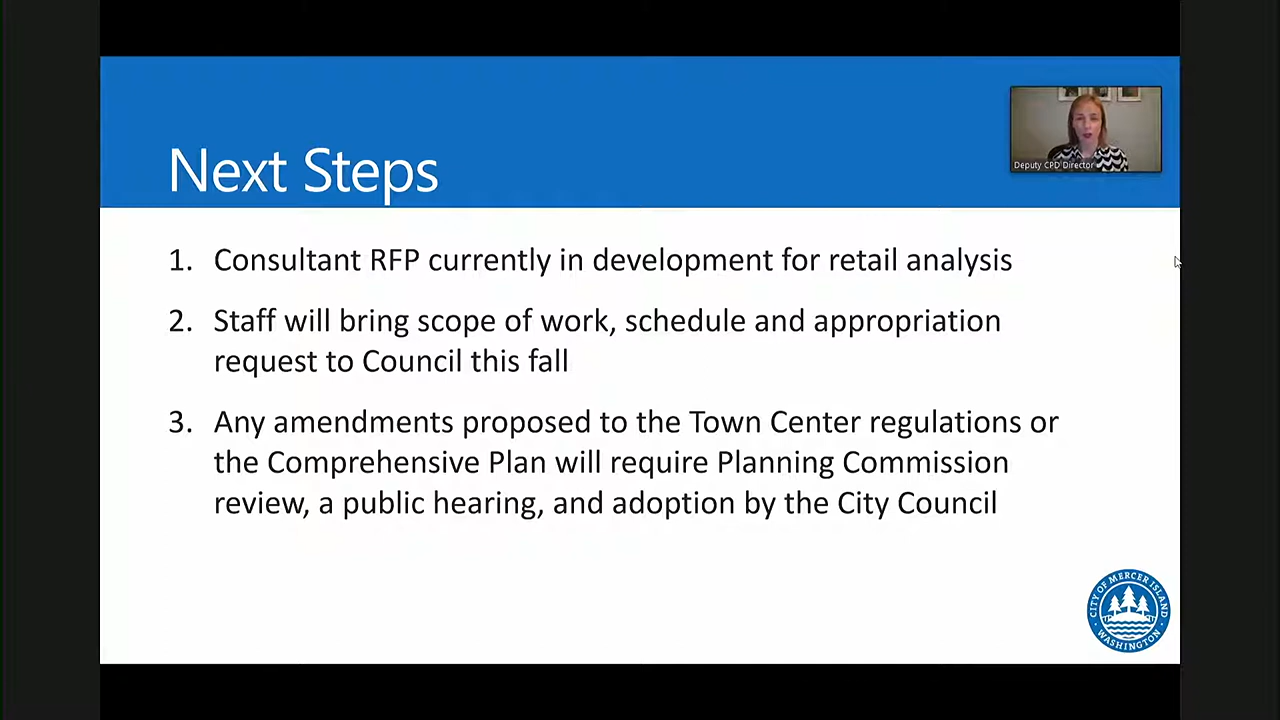 Next Steps
Deputy CPD Director
1. Consultant RFP currently in development for retail analysis
2. Staff will bring scope of work, schedule and appropriation
request to Council this fall
3. Any amendments proposed to the Town Center regulations or
the Comprehensive Plan will require Planning Commission
review, a public hearing, and adoption by the City Council
CITY OF MERCER ISLAND
WASHINGTON